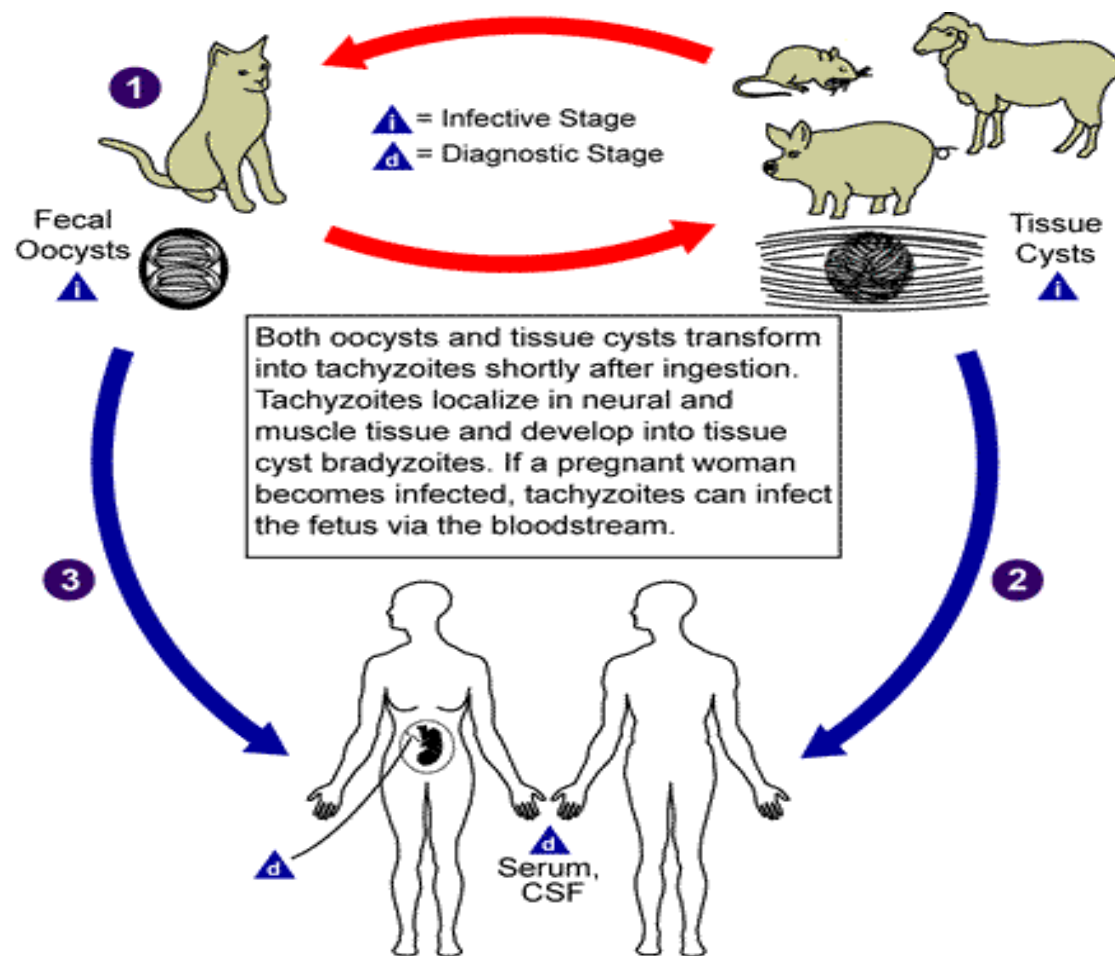 1
i = Infective Stage
d = Diagnostic Stage
Fecal
Oocysts
i
Tissue
Cysts
i
Both oocysts and tissue cysts transform
into tachyzoites shortly after ingestion.
Tachyzoites localize in neural and
muscle tissue and develop into tissue
cyst bradyzoites. If a pregnant woman
becomes infected, tachyzoites can infect
the fetus via the bloodstream.
3
2
d
d
Serum,
CSF